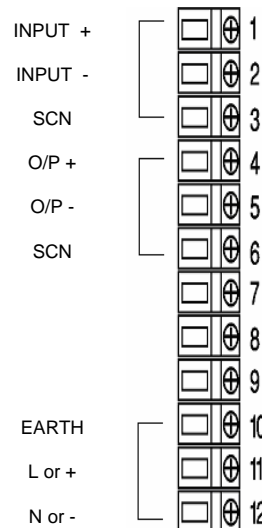 INPUT + 1
INPUT - 2
SCN 3
O/P + 4
O/P - 5
SCN 6
7
8
9
EARTH 10
L or + 11
N or - 12